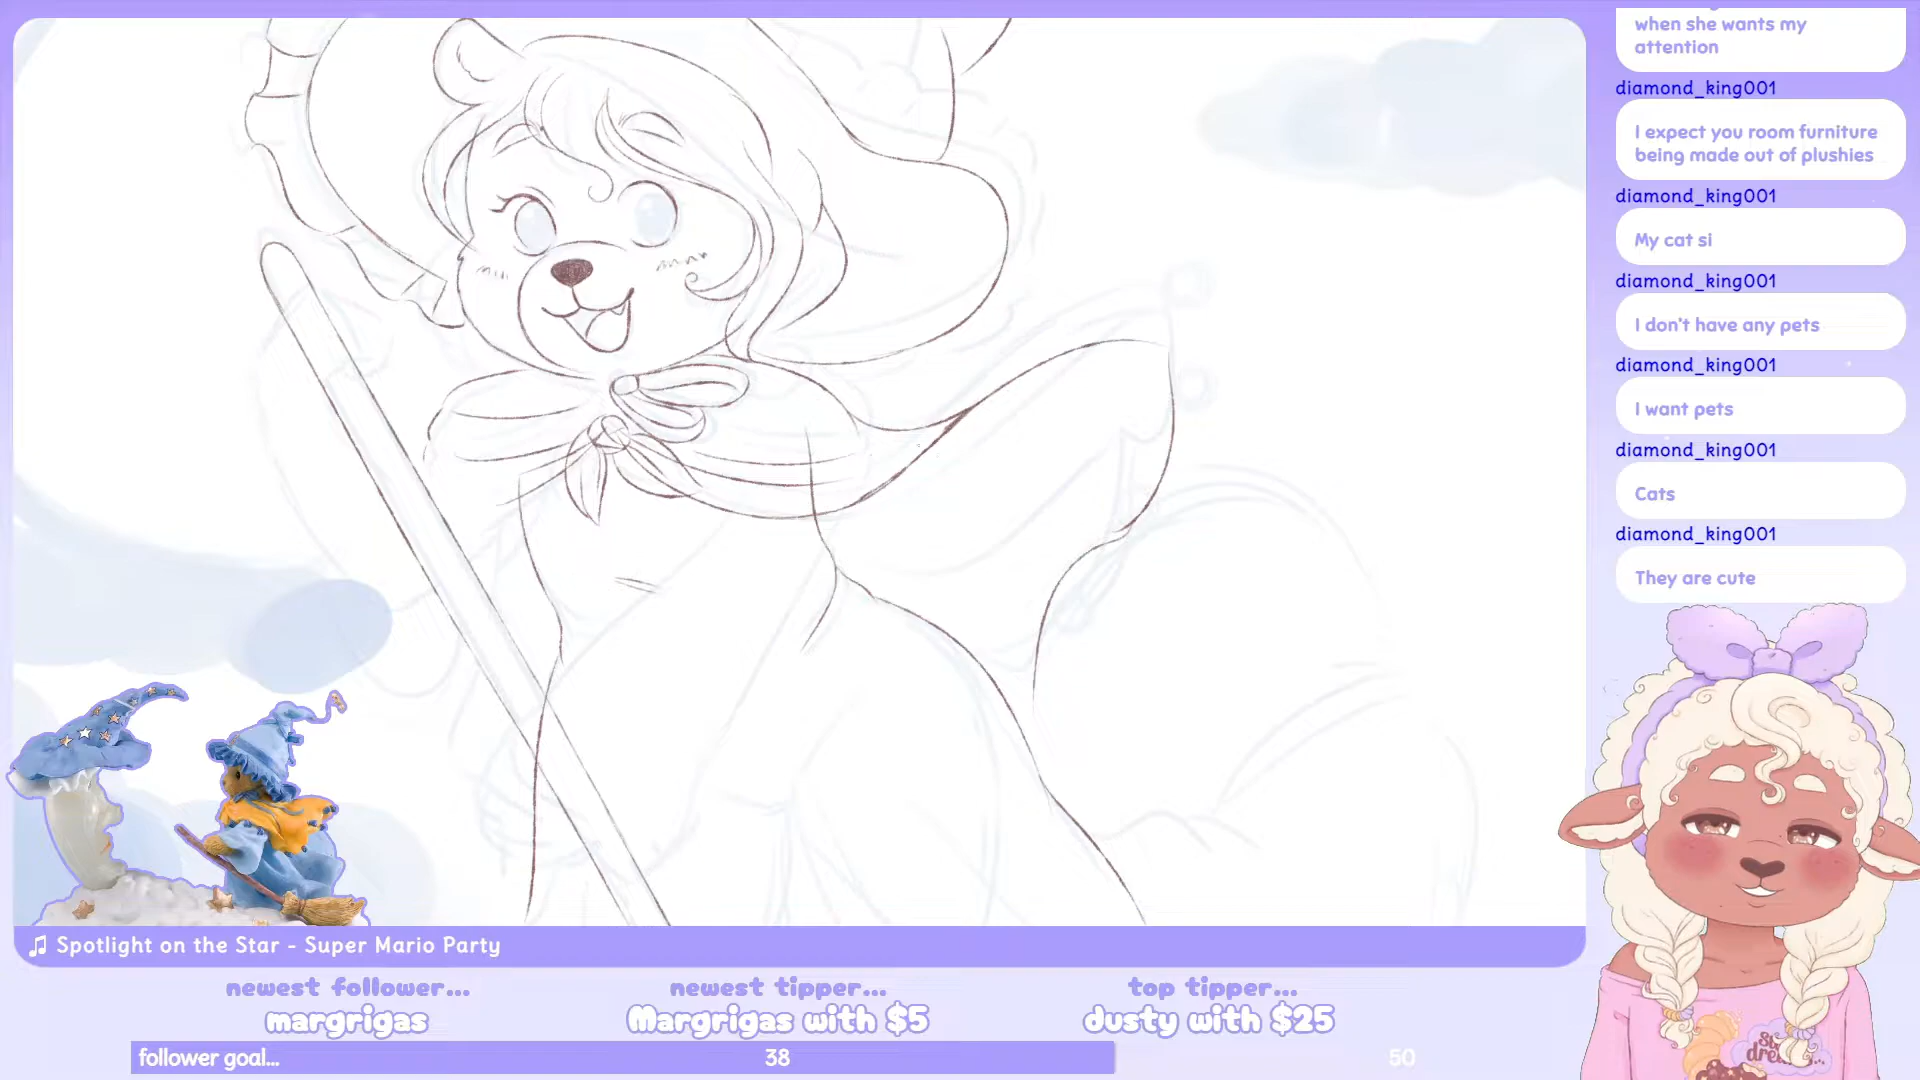 when she wants my
attention
diamond_king001
I expect you room furniture
being made out of plushies
diamond_king001
My cat si
diamond_king001
I don't have any pets
diamond_king001
I want pets
diamond_king001
Cats
diamond_king001
They are cute
Spotlight on the Star - Super Mario Party
newest follower...
margrigas
newest tipper...
Margrigas with $5
top tipper...
dusty with $25
follower goal...
38
50